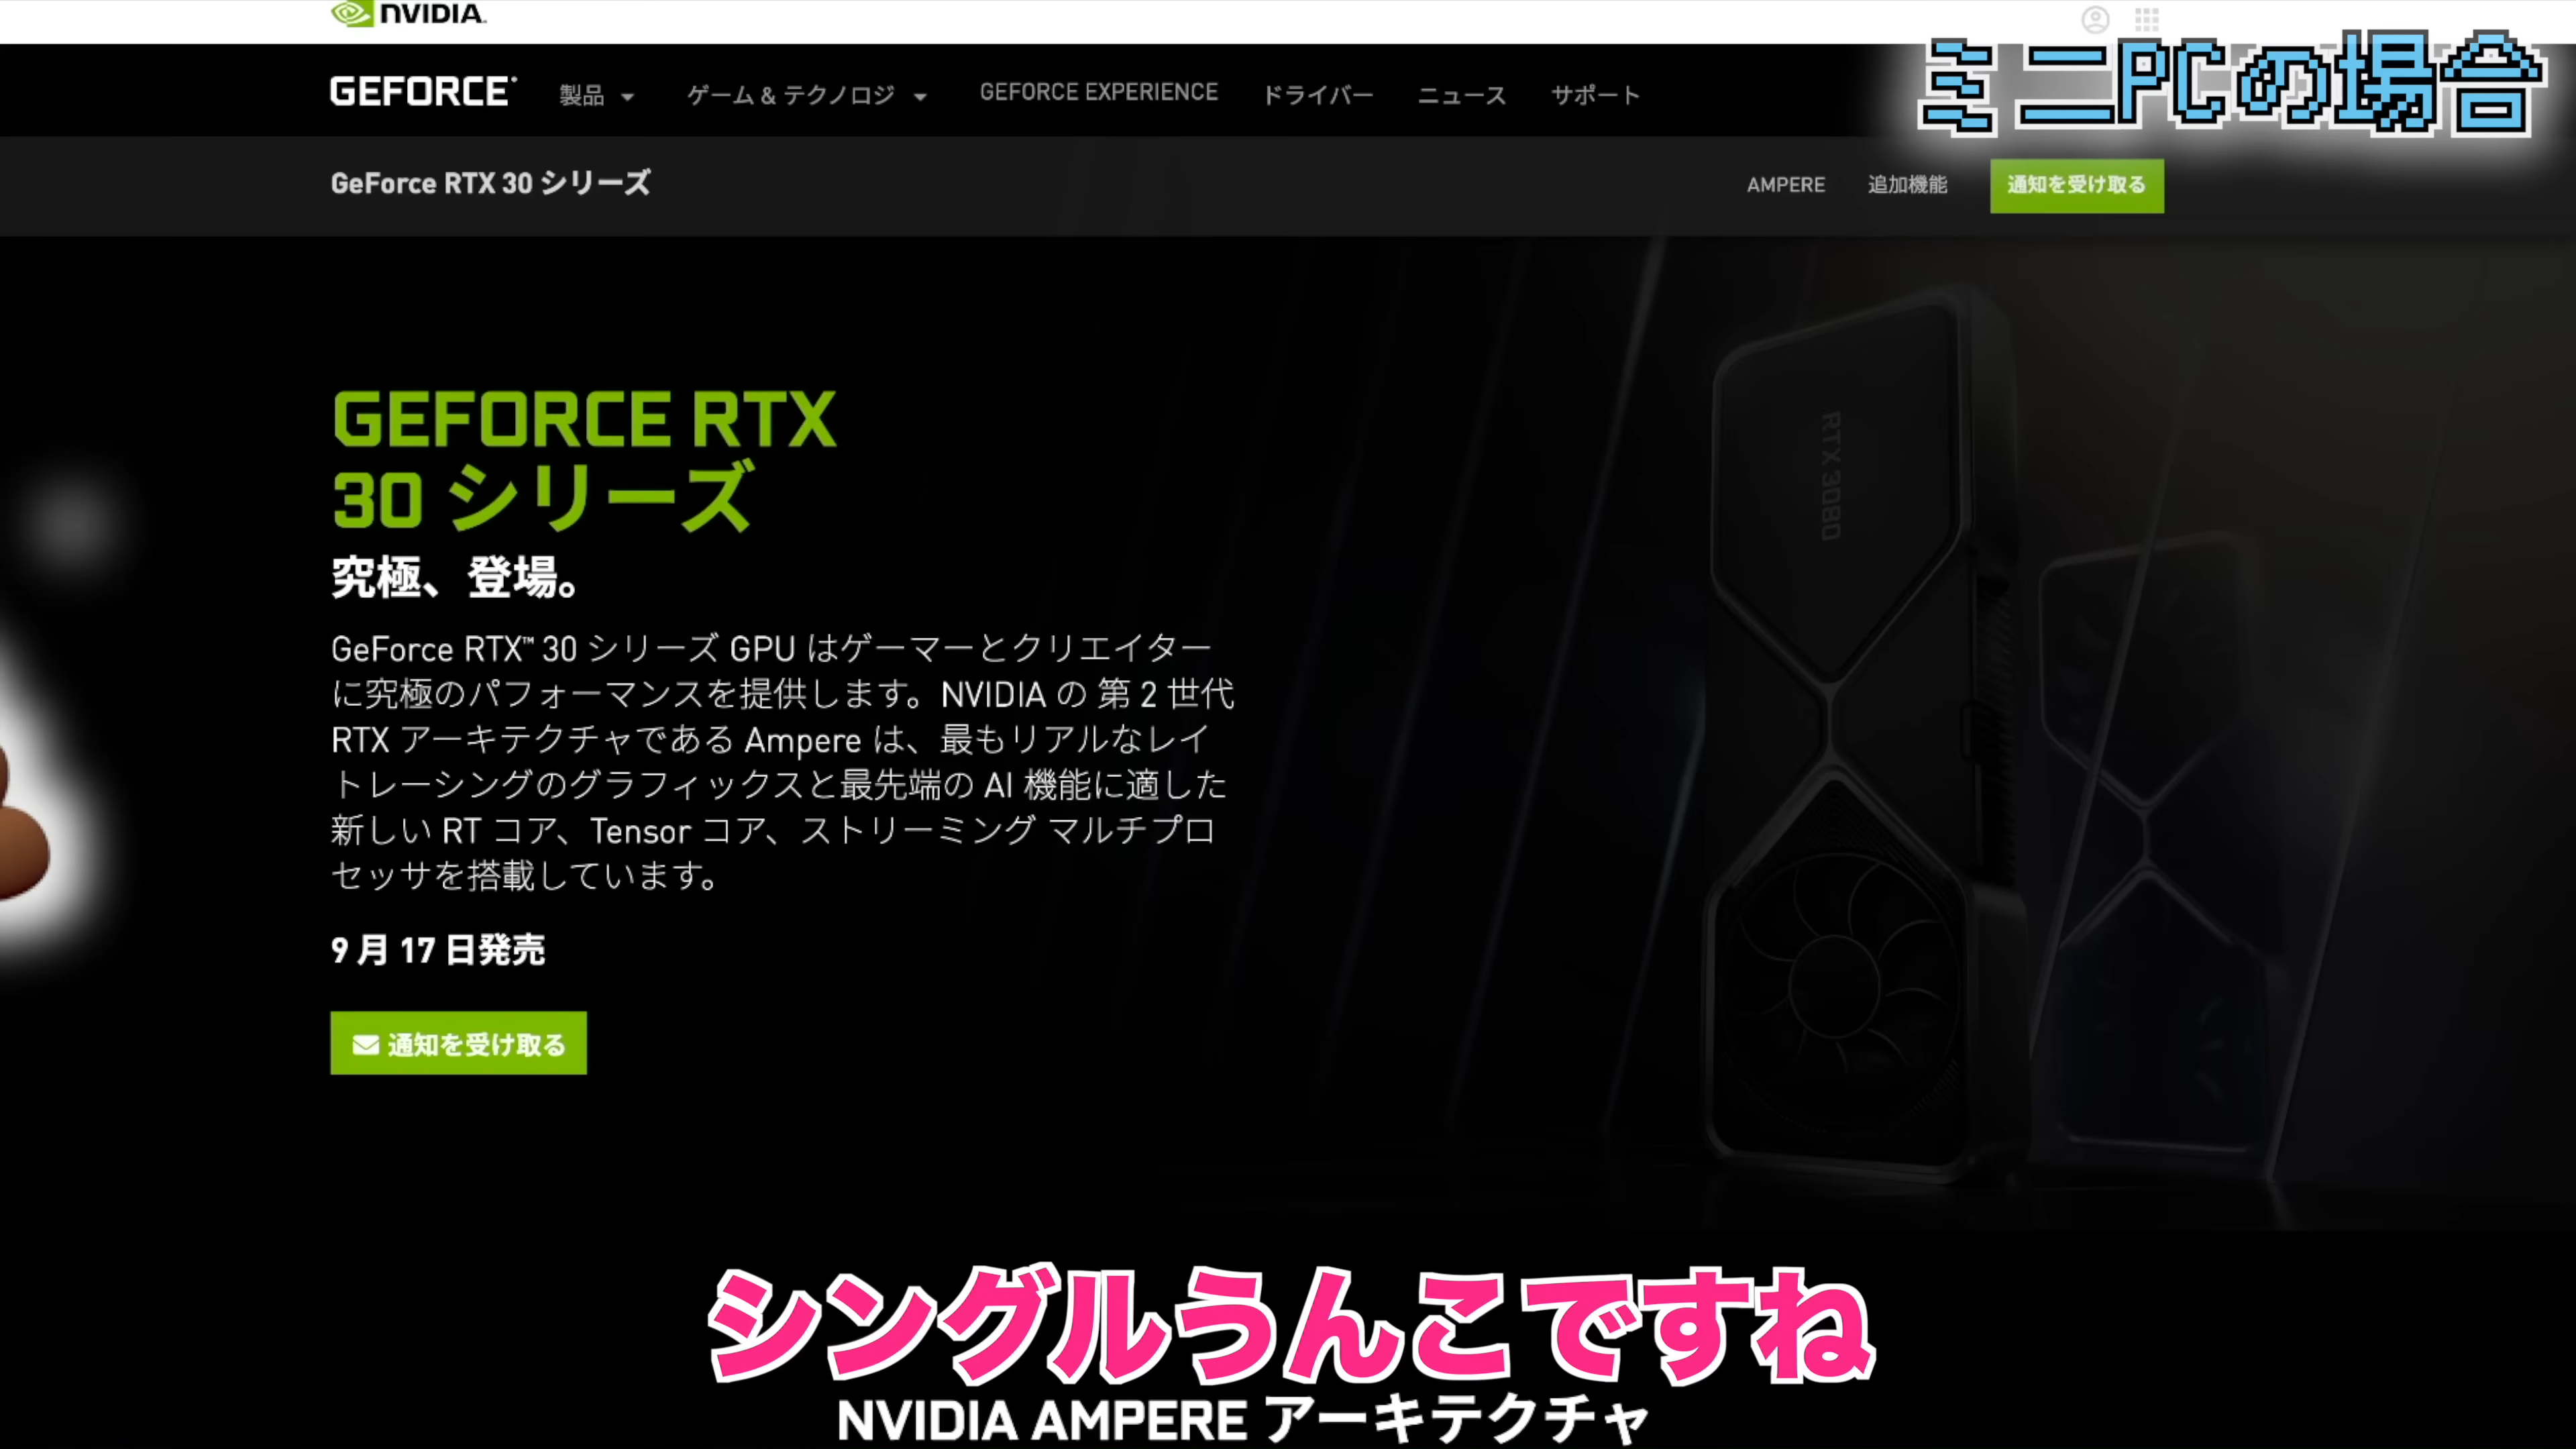 NVIDIA.
ミニPCの場合
GEFORCE 製品 ゲーム & テクノロジ GEFORCE EXPERIENCE ドライバー ニュース サポート
GeForce RTX 30 シリーズ AMPERE 追加機能 通知を受け取る
GEFORCE RTX
30 シリーズ
究極、登場。
GeForce RTX™ 30 シリーズ GPU はゲーマーとクリエイター
に究極のパフォーマンスを提供します。NVIDIA の 第 2 世代
RTX アーキテクチャである Ampere は、最もリアルなレイ
トレーシングのグラフィックスと最先端の AI 機能に適した
新しい RT コア、Tensor コア、ストリーミング マルチプロ
セッサを搭載しています。
9 月 17 日発売
通知を受け取る
RTX 3080
シングルうんこですね
NVIDIA AMPERE アーキテクチャ